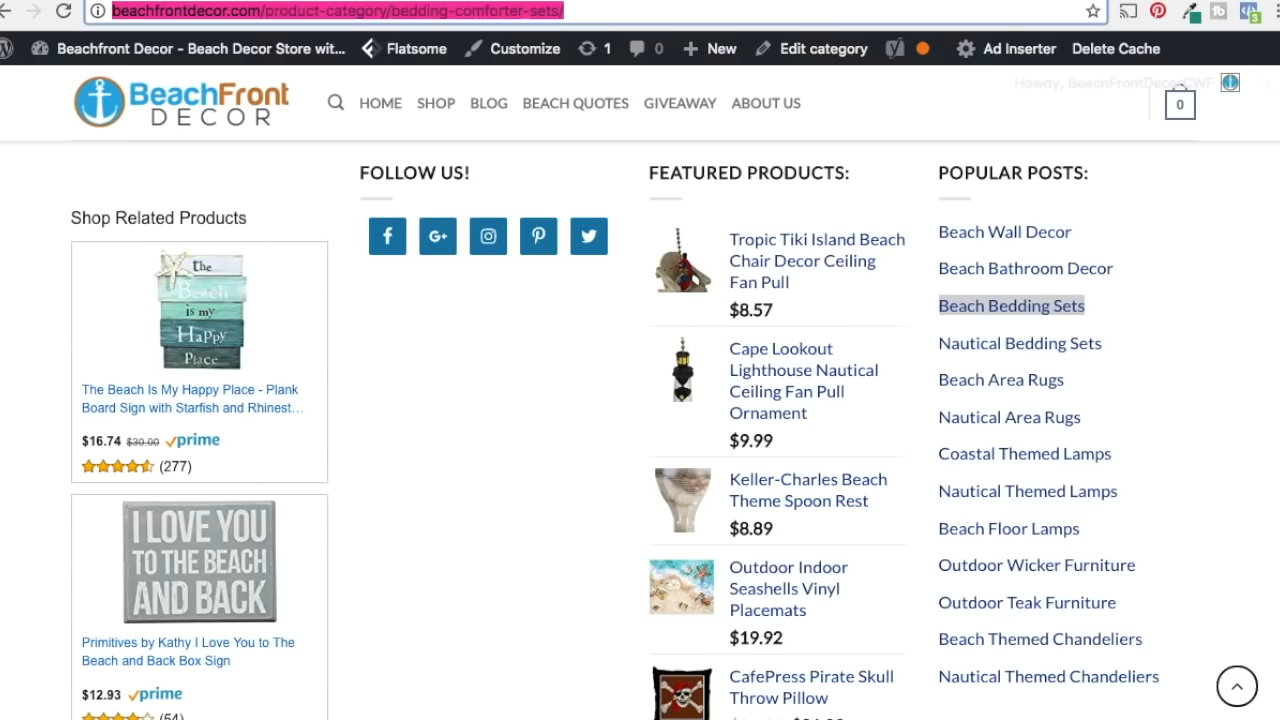 beachfrontdecor.com/product-category/bedding-comforter-sets/
Beachfront Decor - Beach Decor Store wit... Flatsome Customize 1 0 New Edit category Ad Inserter Delete Cache
Howdy, BeachFrontDecorCWF
BeachFront
DECOR
HOME SHOP BLOG BEACH QUOTES GIVEAWAY ABOUT US
0
Shop Related Products
the
Beach
is my
Happy
Place
The Beach Is My Happy Place - Plank
Board Sign with Starfish and Rhinest...
$16.74 $30.00 prime
(277)
I LOVE YOU
TO THE BEACH
AND BACK
Primitives by Kathy I Love You to The
Beach and Back Box Sign
$12.93 prime
(54)
FOLLOW US!
FEATURED PRODUCTS:
Tropic Tiki Island Beach
Chair Decor Ceiling
Fan Pull
$8.57
Cape Lookout
Lighthouse Nautical
Ceiling Fan Pull
Ornament
$9.99
Keller-Charles Beach
Theme Spoon Rest
$8.89
Outdoor Indoor
Seashells Vinyl
Placemats
$19.92
CafePress Pirate Skull
Throw Pillow
POPULAR POSTS:
Beach Wall Decor
Beach Bathroom Decor
Beach Bedding Sets
Nautical Bedding Sets
Beach Area Rugs
Nautical Area Rugs
Coastal Themed Lamps
Nautical Themed Lamps
Beach Floor Lamps
Outdoor Wicker Furniture
Outdoor Teak Furniture
Beach Themed Chandeliers
Nautical Themed Chandeliers